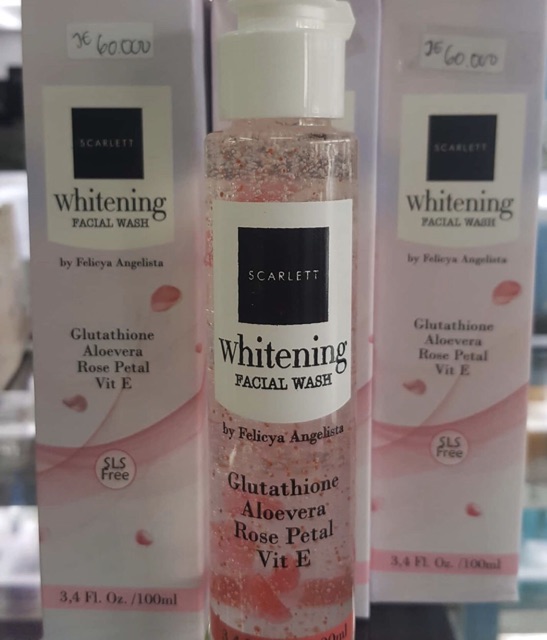 JE 60.000
SCARLETT
Whitening
FACIAL WASH
by Felicya Angelista
Glutathione
Aloevera
Rose Petal
Vit E
SLS
Free
3,4 Fl. Oz. /100ml
SCARLETT
Whitening
FACIAL WASH
by Felicya Angelista
Glutathione
Aloevera
Rose Petal
Vit E
JE 60.000
SCARLETT
Whitening
FACIAL WASH
by Felicya Angelista
Glutathione
Aloevera
Rose Petal
Vit E
SLS
Free
3,4 Fl. Oz. /100ml